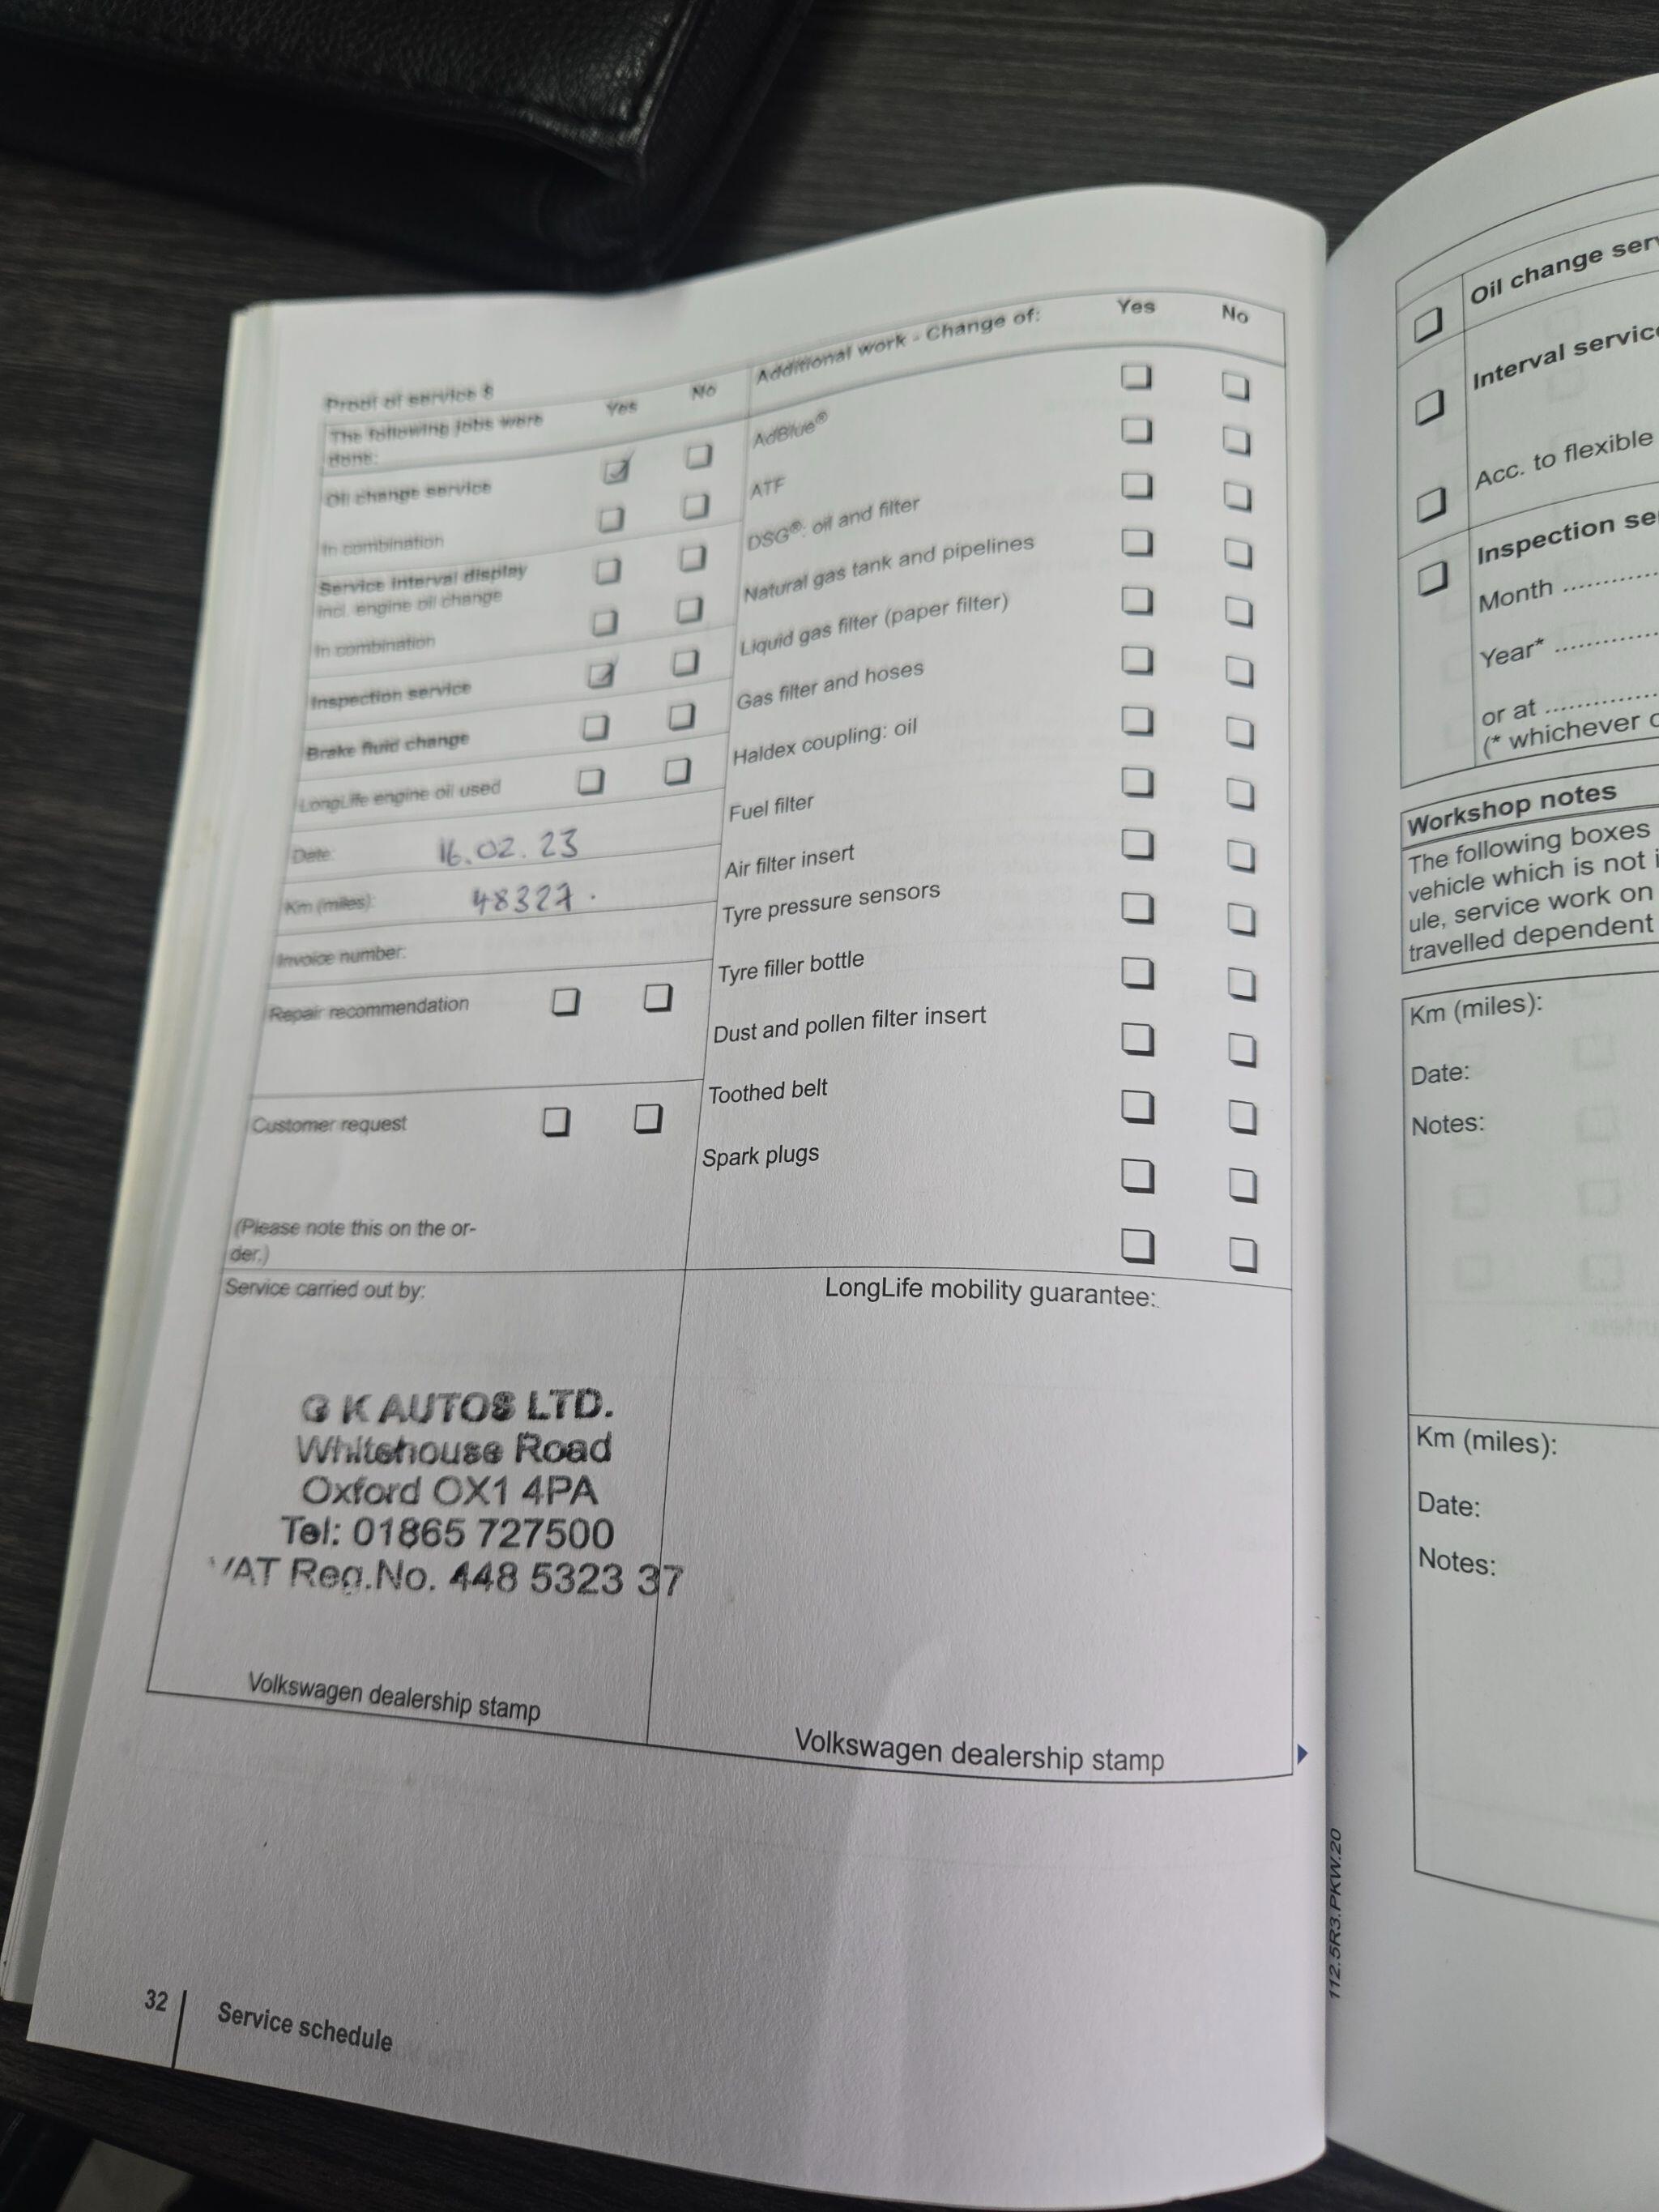 Proof of service 8
The following jobs were done: Yes No
Oil change service
In combination
Service interval display
incl. engine oil change
In combination
Inspection service
Brake fluid change
LongLife engine oil used
Date: 16.02.23
Km (miles): 48327.
Invoice number:
Repair recommendation
Customer request
(Please note this on the or-
der.)
Additional work - Change of: Yes No
AdBlue®
ATF
DSG®: oil and filter
Natural gas tank and pipelines
Liquid gas filter (paper filter)
Gas filter and hoses
Haldex coupling: oil
Fuel filter
Air filter insert
Tyre pressure sensors
Tyre filler bottle
Dust and pollen filter insert
Toothed belt
Spark plugs
Service carried out by:
G K AUTOS LTD.
Whitehouse Road
Oxford OX1 4PA
Tel: 01865 727500
VAT Reg.No. 448 5323 37
Volkswagen dealership stamp
LongLife mobility guarantee:
Volkswagen dealership stamp
32 Service schedule
112.5R3.PKW.20
Oil change
Interval
Acc. to flexible
Inspection
Month ............
Year* ............
or at ............
(* whichever
Workshop notes
The following boxes
vehicle which is not
ule, service work on
travelled dependent
Km (miles):
Date:
Notes:
Km (miles):
Date:
Notes: